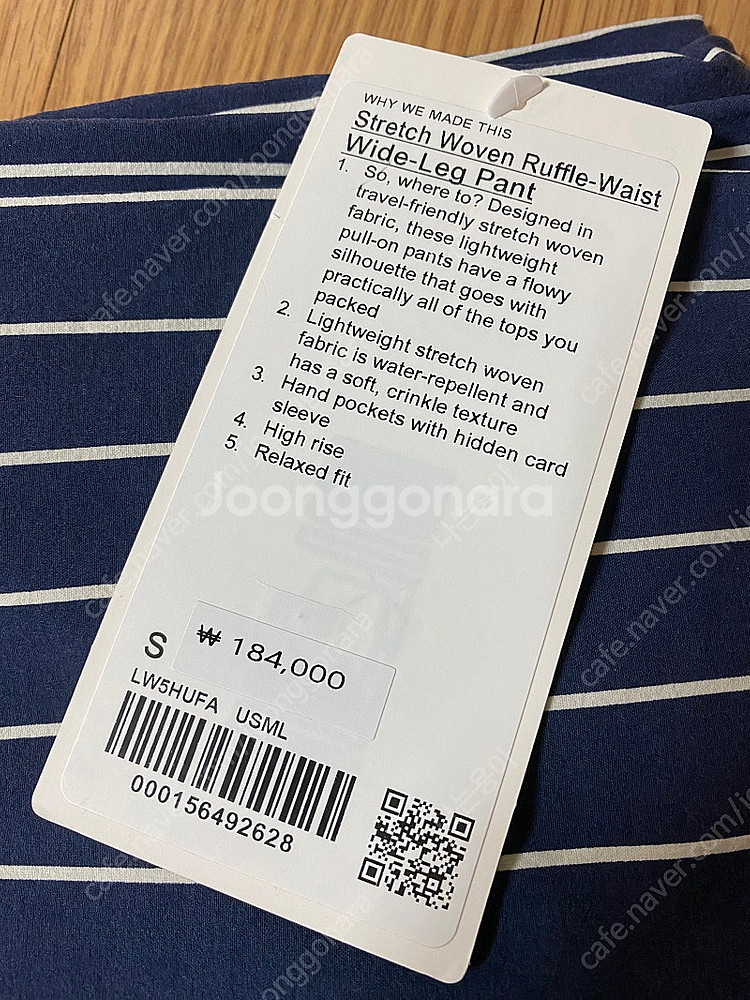 WHY WE MADE THIS
Stretch Woven Ruffle-Waist
Wide-Leg Pant
1. So, where to? Designed in
travel-friendly stretch woven
fabric, these lightweight
pull-on pants have a flowy
silhouette that goes with
practically all of the tops you
packed
2. Lightweight stretch woven
fabric is water-repellent and
has a soft, crinkle texture
3. Hand pockets with hidden card
sleeve
4. High rise
5. Relaxed fit
Joonggonara
S ₩ 184,000
LW5HUFA USML
000156492628
cafe.naver.com/joonggonara